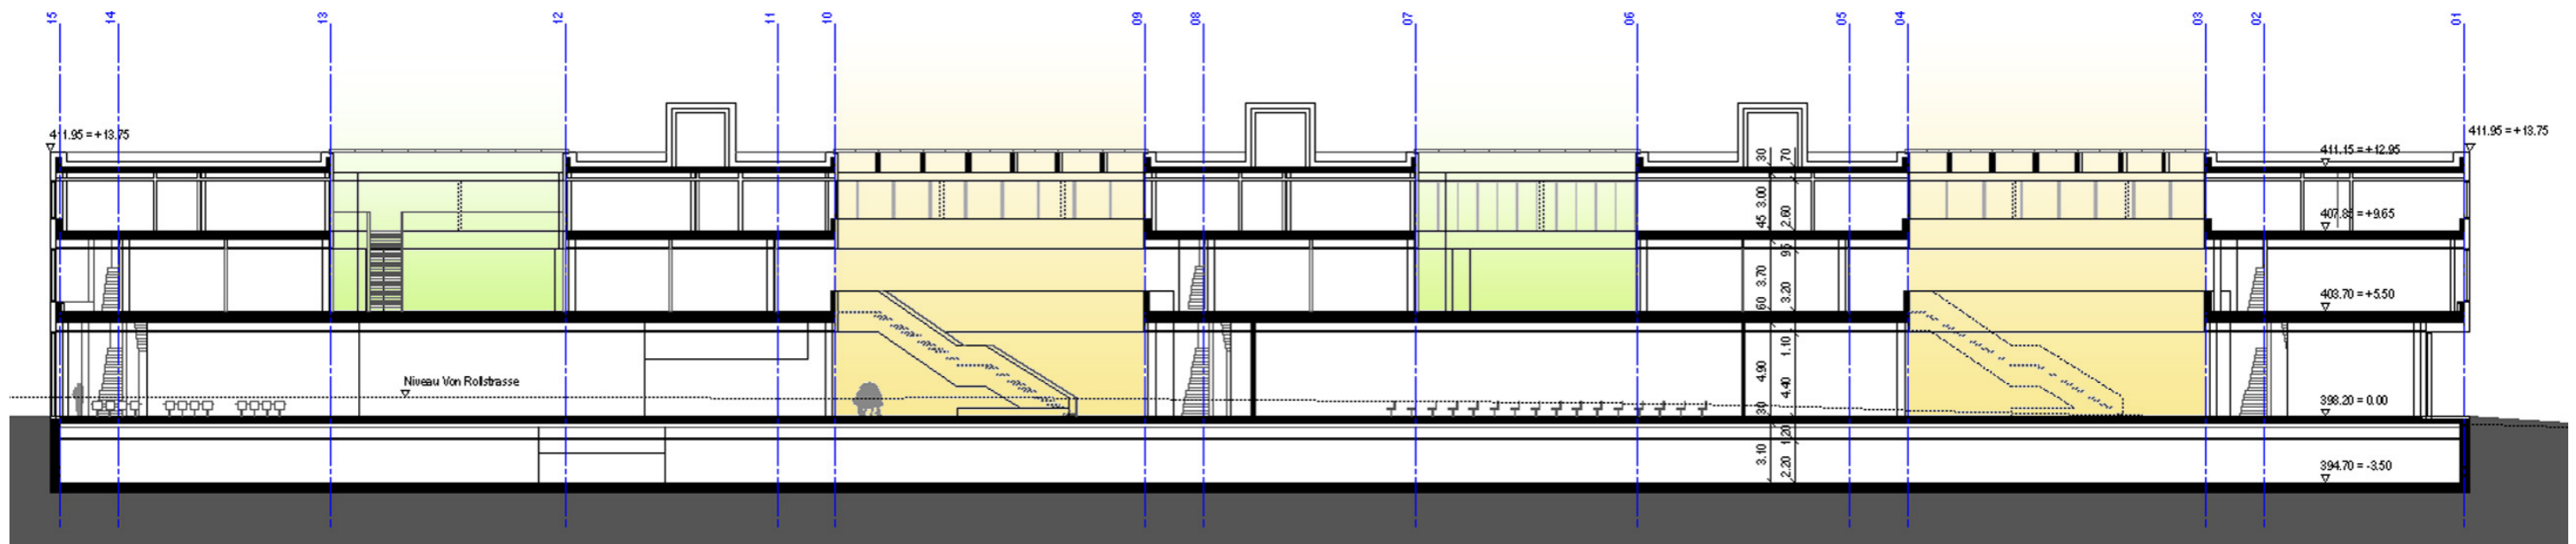 15 14 13 12 11 10 09 08 07 06 05 04 03 02 01
411.95 = +13.75
411.95 = +13.75
30 70
411.15 = +12.95
3.00
45 2.60
407.85 = +9.65
95
3.70
60 3.20
403.70 = +5.50
1.10
Niveau Von Rollstrasse
4.90
4.40
30
398.20 = 0.00
1.20
3.10
2.20
394.70 = -3.50